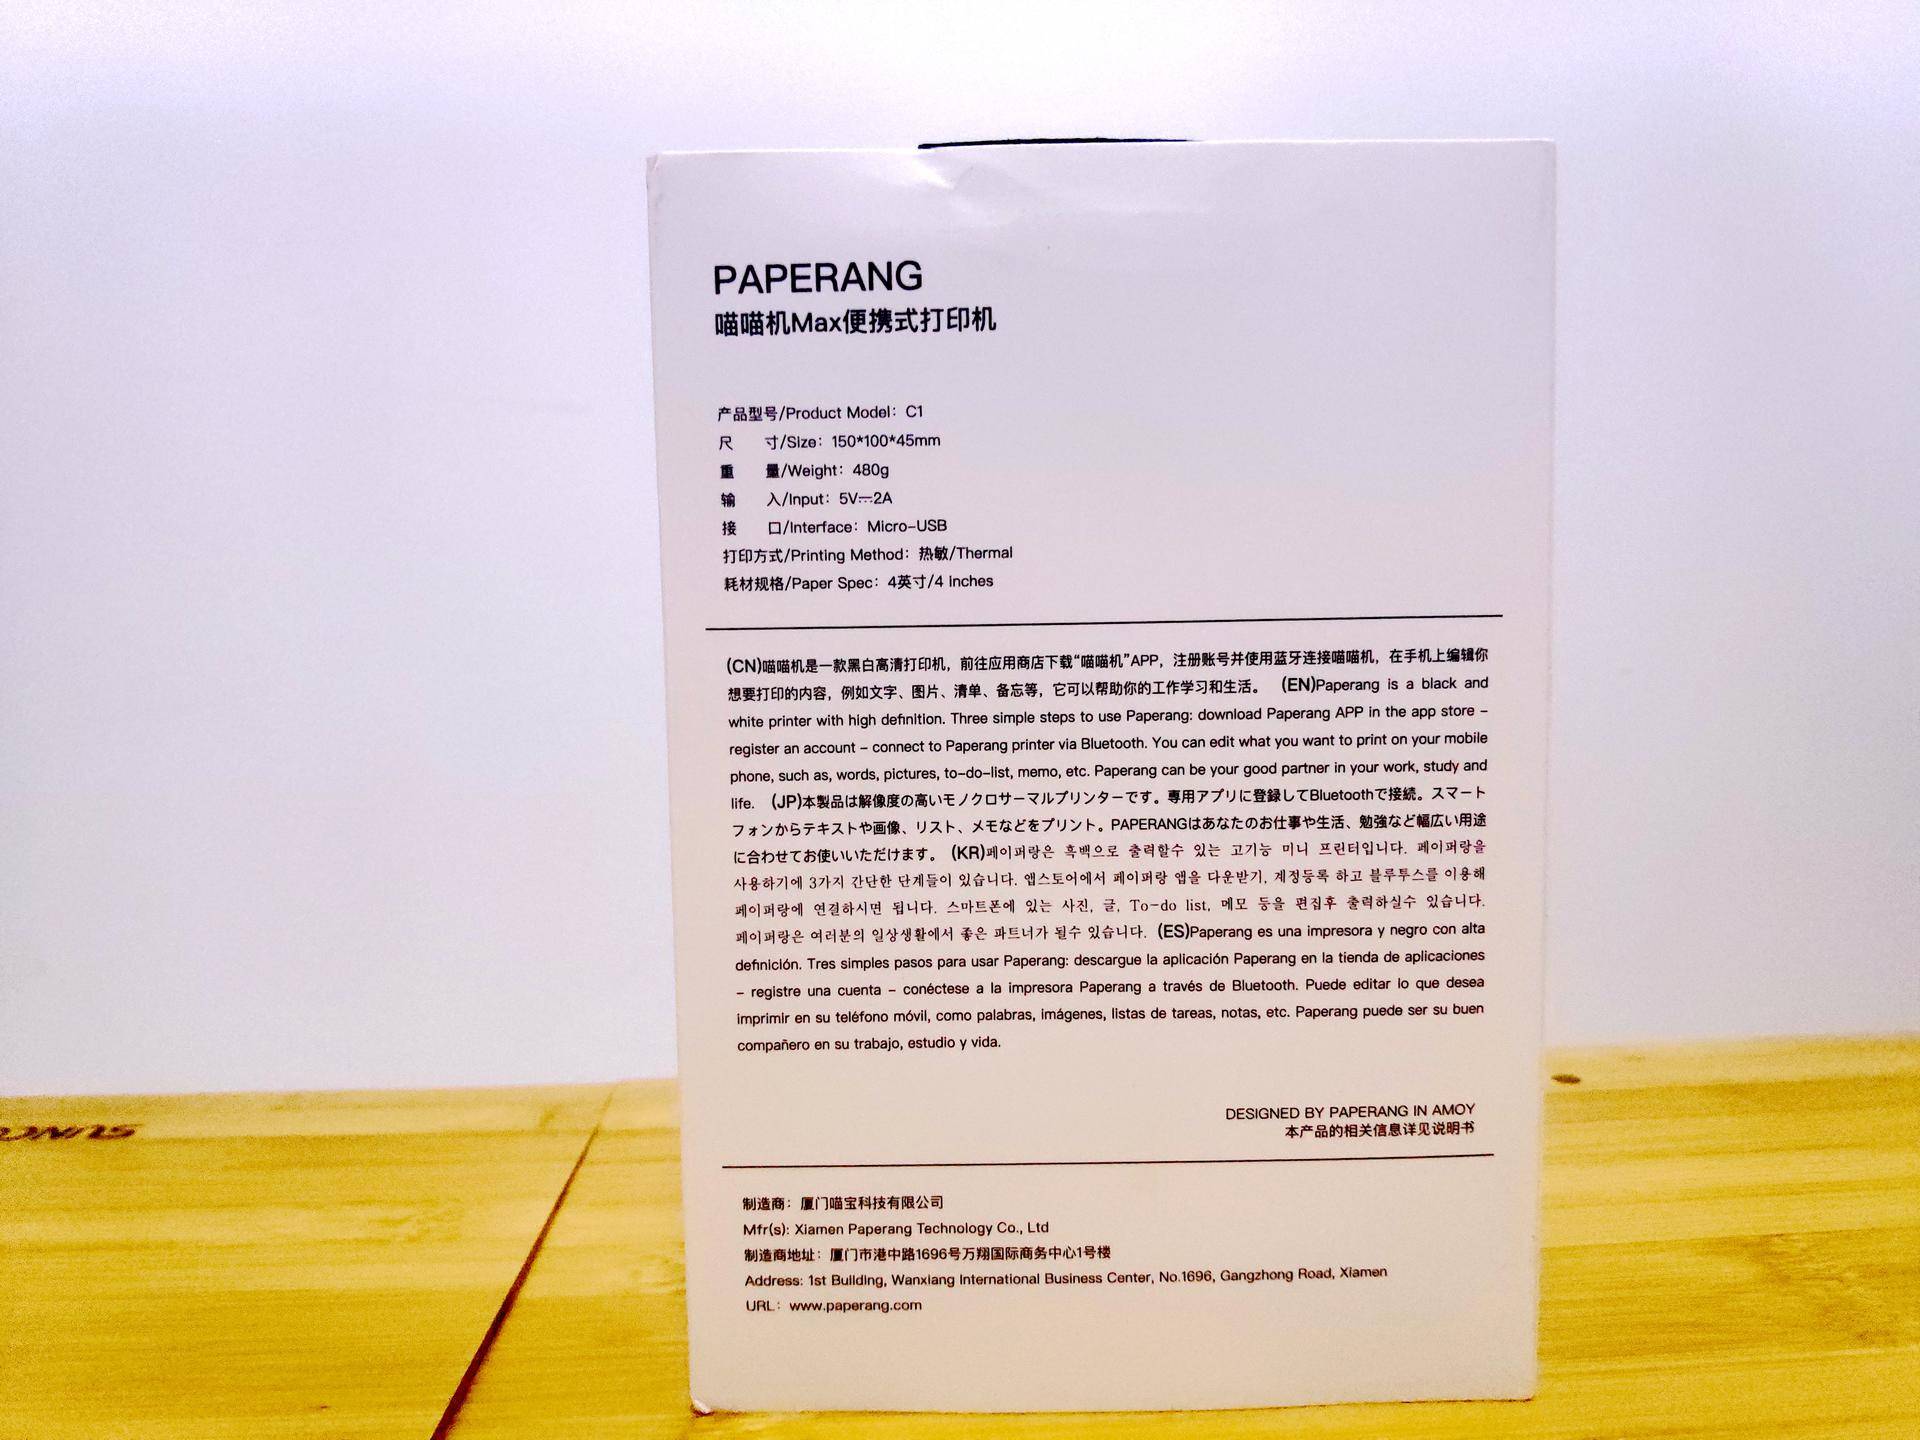 PAPERANG
喵喵机Max便携式打印机
产品型号/Product Model：C1
尺 寸/Size：150*100*45mm
重 量/Weight：480g
输 入/Input：5V⎓2A
接 口/Interface：Micro-USB
打印方式/Printing Method：热敏/Thermal
耗材规格/Paper Spec：4英寸/4 inches
(CN)喵喵机是一款黑白高清打印机，前往应用商店下载“喵喵机”APP，注册账号并使用蓝牙连接喵喵机，在手机上编辑你
想要打印的内容，例如文字、图片、清单、备忘等，它可以帮助你的工作学习和生活。 (EN)Paperang is a black and
white printer with high definition. Three simple steps to use Paperang: download Paperang APP in the app store –
register an account – connect to Paperang printer via Bluetooth. You can edit what you want to print on your mobile
phone, such as, words, pictures, to-do-list, memo, etc. Paperang can be your good partner in your work, study and
life. (JP)本製品は解像度の高いモノクロサーマルプリンターです。専用アプリに登録してBluetoothで接続。スマート
フォンからテキストや画像、リスト、メモなどをプリント。PAPERANGはあなたのお仕事や生活、勉強など幅広い用途
に合わせてお使いいただけます。 (KR)페이퍼랑은 흑백으로 출력할수 있는 고기능 미니 프린터입니다. 페이퍼랑을
사용하기에 3가지 간단한 단계들이 있습니다. 앱스토어에서 페이퍼랑 앱을 다운받기, 계정등록 하고 블루투스를 이용해
페이퍼랑에 연결하시면 됩니다. 스마트폰에 있는 사진, 글, To-do list, 메모 등을 편집후 출력하실수 있습니다.
페이퍼랑은 여러분의 일상생활에서 좋은 파트너가 될수 있습니다. (ES)Paperang es una impresora y negro con alta
definición. Tres simples pasos para usar Paperang: descargue la aplicación Paperang en la tienda de aplicaciones
– registre una cuenta – conéctese a la impresora Paperang a través de Bluetooth. Puede editar lo que desea
imprimir en su teléfono móvil, como palabras, imágenes, listas de tareas, notas, etc. Paperang puede ser su buen
compañero en su trabajo, estudio y vida.
DESIGNED BY PAPERANG IN AMOY
本产品的相关信息详见说明书
制造商：厦门喵宝科技有限公司
Mfr(s): Xiamen Paperang Technology Co., Ltd
制造商地址：厦门市港中路1696号万翔国际商务中心1号楼
Address: 1st Building, Wanxiang International Business Center, No.1696, Gangzhong Road, Xiamen
URL：www.paperang.com